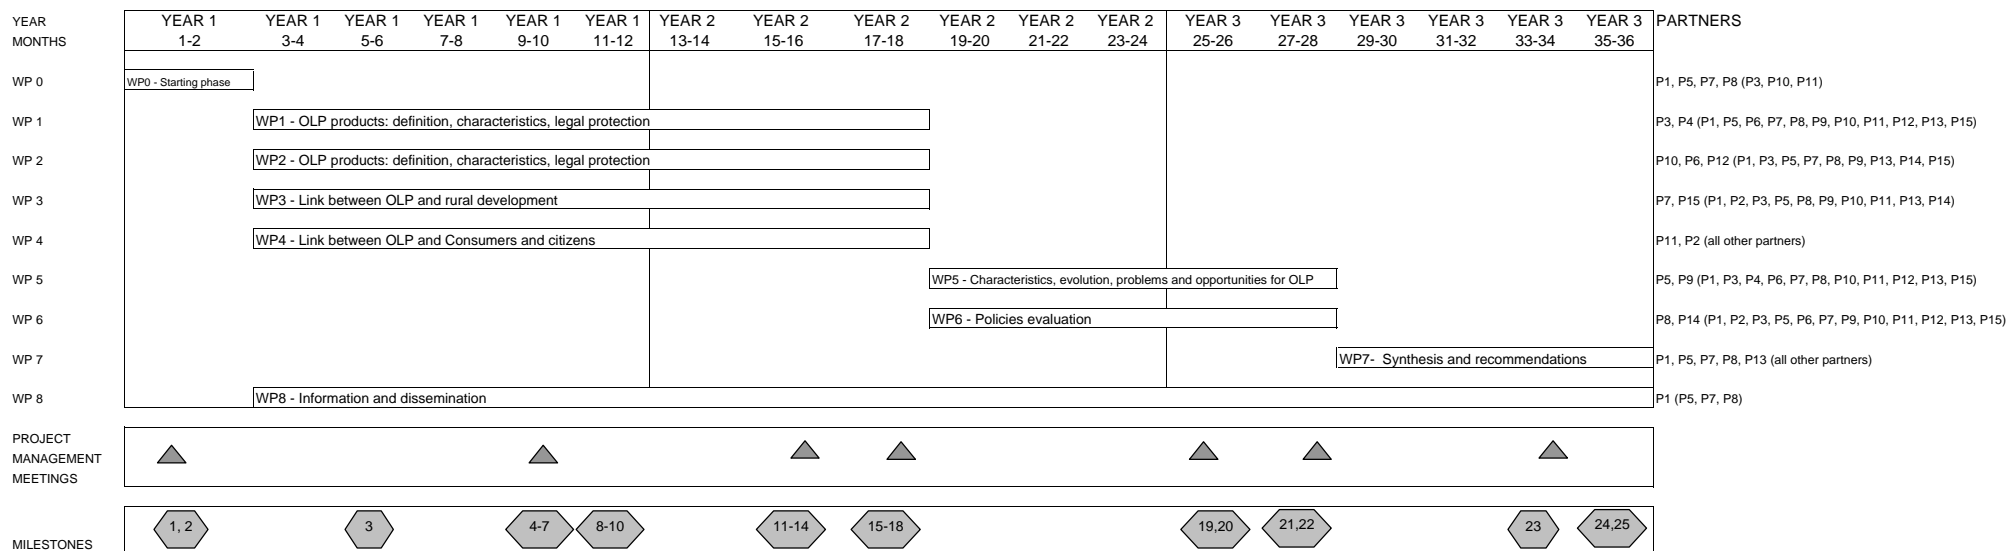 YEAR YEAR 1 YEAR 1 YEAR 1 YEAR 1 YEAR 1 YEAR 1 YEAR 2 YEAR 2 YEAR 2 YEAR 2 YEAR 2 YEAR 2 YEAR 3 YEAR 3 YEAR 3 YEAR 3 YEAR 3 YEAR 3 PARTNERS
MONTHS 1-2 3-4 5-6 7-8 9-10 11-12 13-14 15-16 17-18 19-20 21-22 23-24 25-26 27-28 29-30 31-32 33-34 35-36
WP 0 WP0 - Starting phase P1, P5, P7, P8 (P3, P10, P11)
WP 1 WP1 - OLP products: definition, characteristics, legal protection P3, P4 (P1, P5, P6, P7, P8, P9, P10, P11, P12, P13, P15)
WP 2 WP2 - OLP products: definition, characteristics, legal protection P10, P6, P12 (P1, P3, P5, P7, P8, P9, P13, P14, P15)
WP 3 WP3 - Link between OLP and rural development P7, P15 (P1, P2, P3, P5, P8, P9, P10, P11, P13, P14)
WP 4 WP4 - Link between OLP and Consumers and citizens P11, P2 (all other partners)
WP 5 WP5 - Characteristics, evolution, problems and opportunities for OLP P5, P9 (P1, P3, P4, P6, P7, P8, P10, P11, P12, P13, P15)
WP 6 WP6 - Policies evaluation P8, P14 (P1, P2, P3, P5, P6, P7, P9, P10, P11, P12, P13, P15)
WP 7 WP7- Synthesis and recommendations P1, P5, P7, P8, P13 (all other partners)
WP 8 WP8 - Information and dissemination P1 (P5, P7, P8)
PROJECT
MANAGEMENT
MEETINGS
1, 2 3 4-7 8-10 11-14 15-18 19,20 21,22 23 24,25
MILESTONES